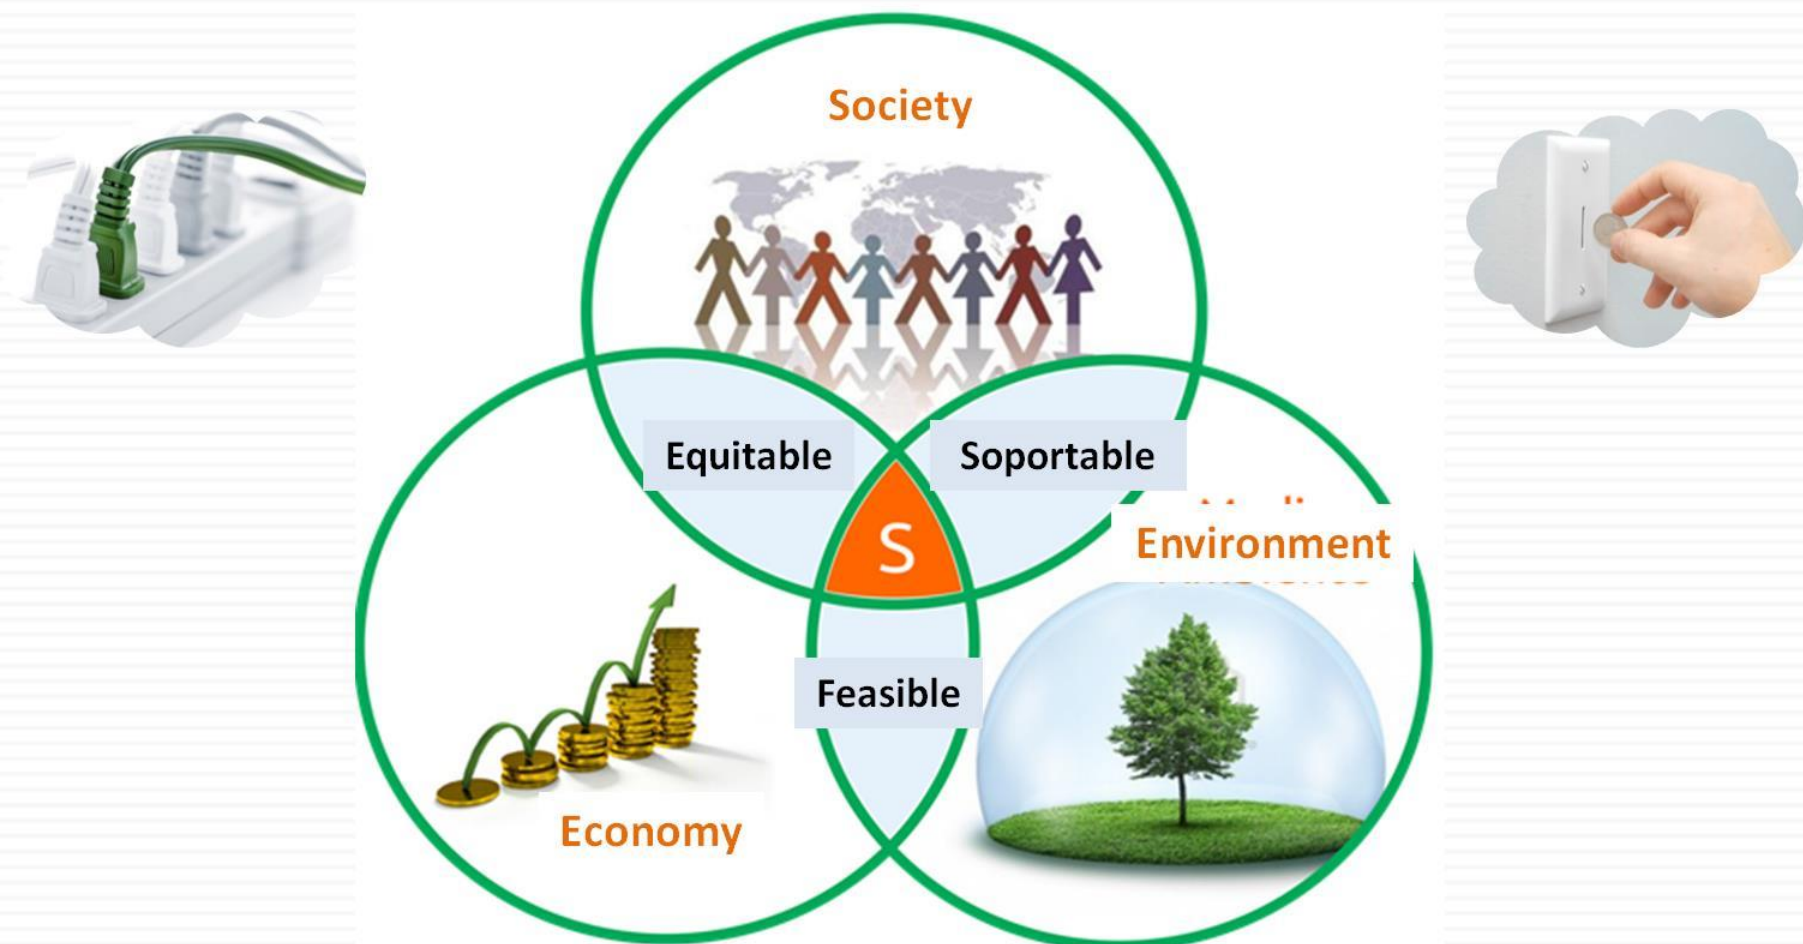 Society
Equitable
Soportable
S
Environment
Feasible
Economy